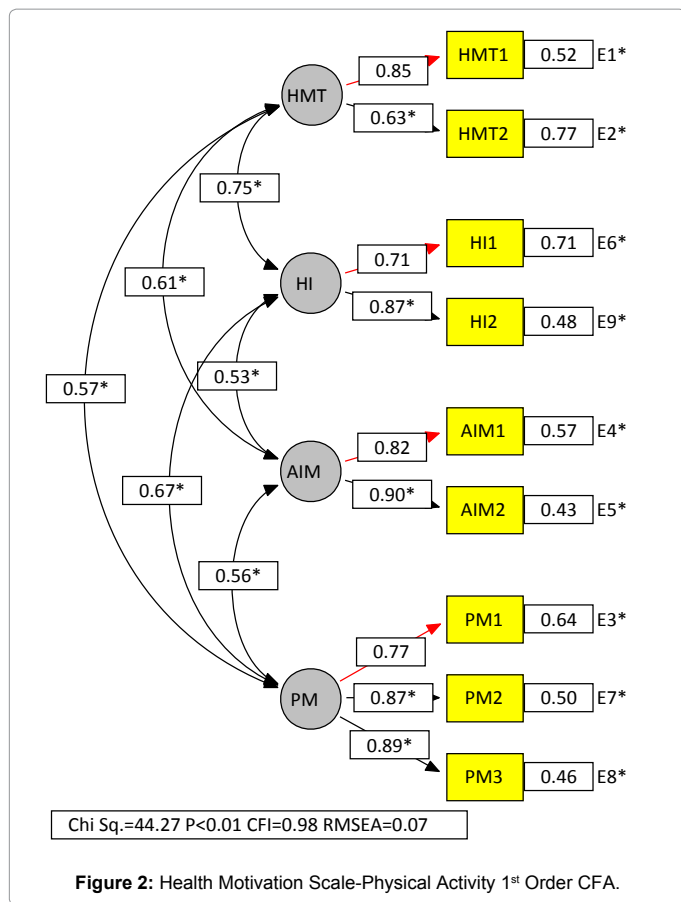 HMT1 0.52 E1*
0.85
HMT
0.63*
HMT2 0.77 E2*
0.75*
HI1 0.71 E6*
0.71
HI
0.61*
0.87*
HI2 0.48 E9*
0.53*
0.57*
AIM1 0.57 E4*
0.82
AIM
0.67*
0.90*
AIM2 0.43 E5*
0.56*
PM1 0.64 E3*
0.77
PM
0.87*
PM2 0.50 E7*
0.89*
PM3 0.46 E8*
Chi Sq.=44.27 P<0.01 CFI=0.98 RMSEA=0.07
Figure 2: Health Motivation Scale-Physical Activity 1st Order CFA.